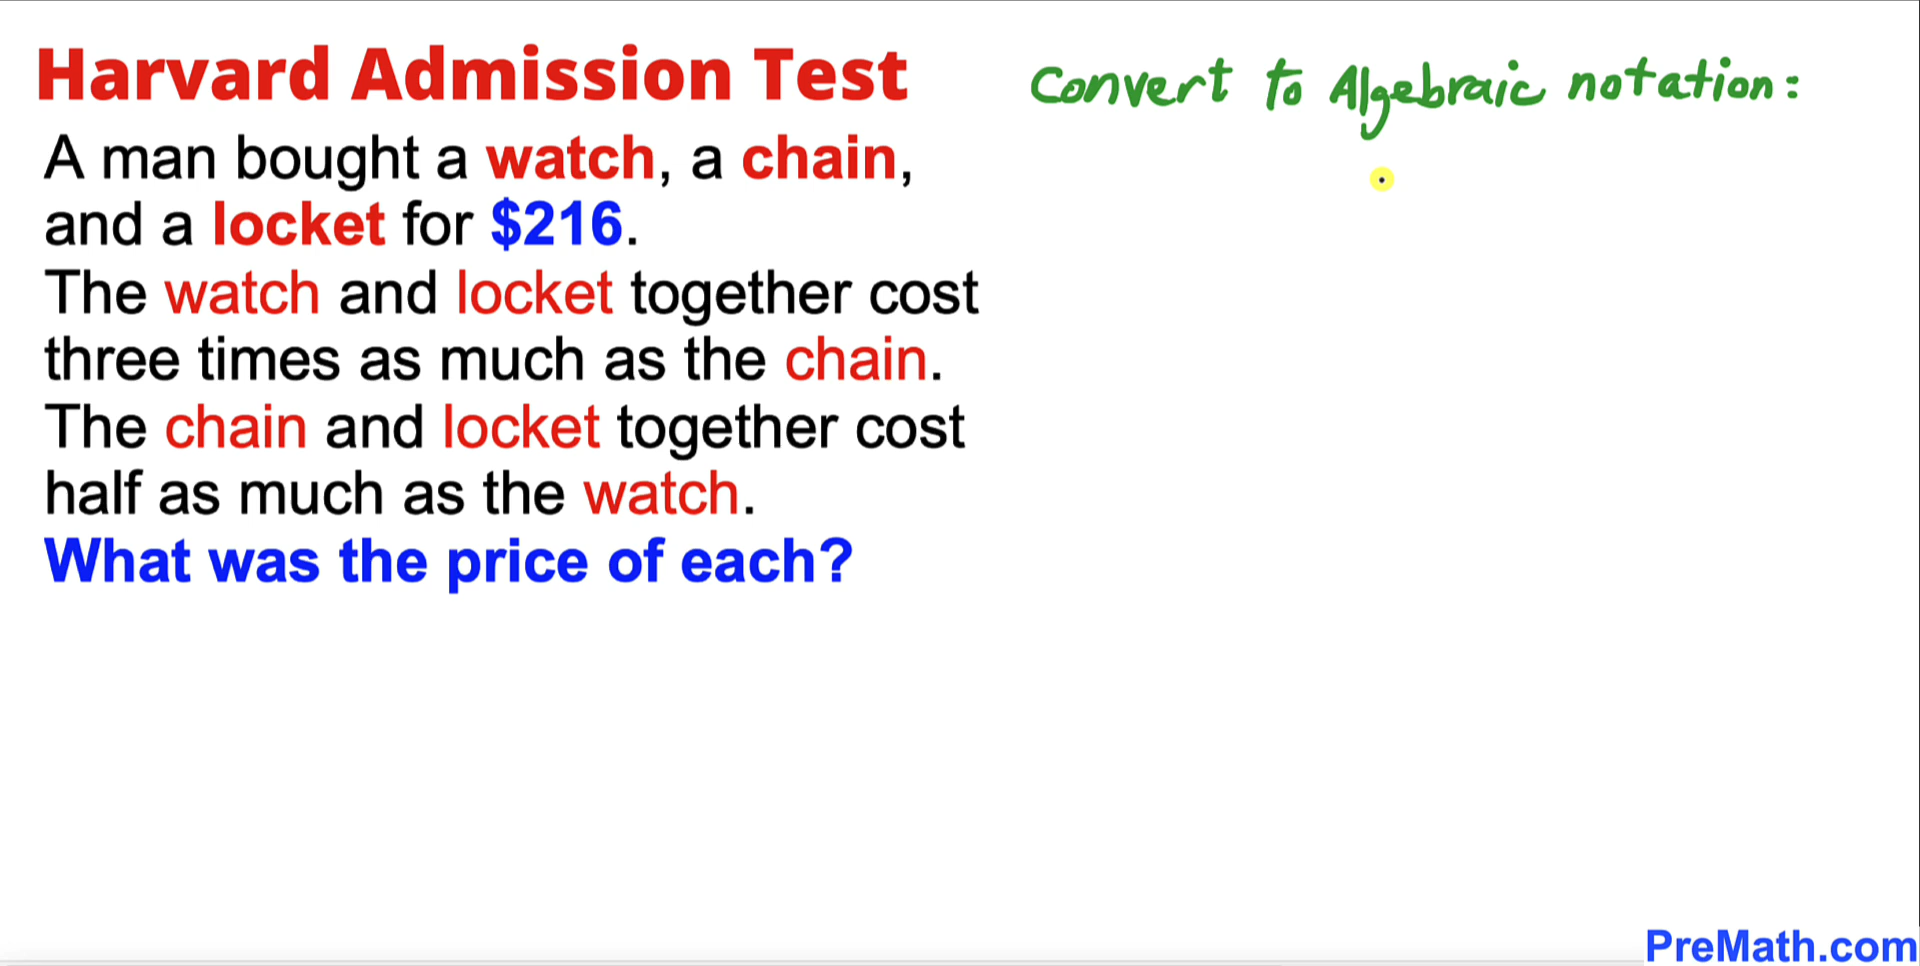 Harvard Admission Test
Convert to Algebraic notation:
A man bought a watch, a chain,
and a locket for $216.
The watch and locket together cost
three times as much as the chain.
The chain and locket together cost
half as much as the watch.
What was the price of each?
PreMath.com